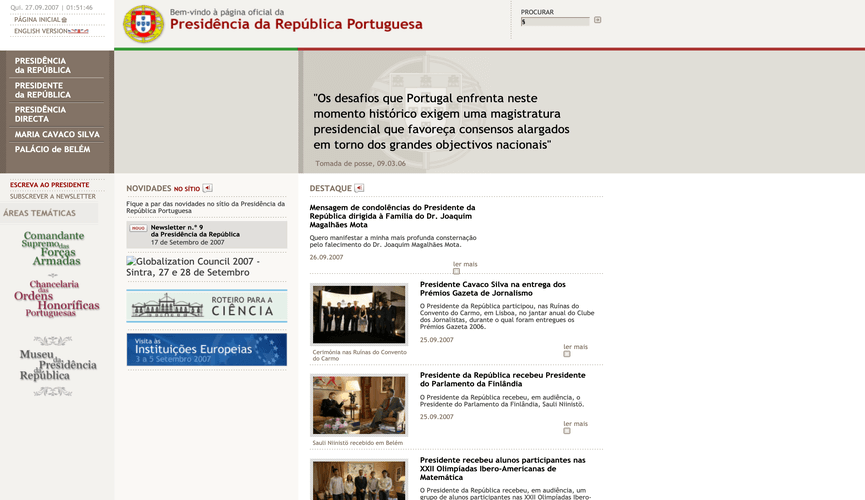 Qui. 27.09.2007 | 01:51:46
PÁGINA INICIAL
ENGLISH VERSION
Bem-vindo à página oficial da
Presidência da República Portuguesa
PROCURAR
PRESIDÊNCIA
da REPÚBLICA
PRESIDENTE
da REPÚBLICA
PRESIDÊNCIA
DIRECTA
MARIA CAVACO SILVA
PALÁCIO de BELÉM
"Os desafios que Portugal enfrenta neste
momento histórico exigem uma magistratura
presidencial que favoreça consensos alargados
em torno dos grandes objectivos nacionais"
Tomada de posse, 09.03.06
ESCREVA AO PRESIDENTE
SUBSCREVER A NEWSLETTER
ÁREAS TEMÁTICAS
Comandante
Supremo das
Forças
Armadas
Chancelaria
das
Ordens
Honoríficas
Portuguesas
Museu
da
Presidência
da
República
NOVIDADES NO SÍTIO
Fique a par das novidades no sítio da Presidência da
República Portuguesa
NOVO
Newsletter n.º 9
da Presidência da República
17 de Setembro de 2007
Globalization Council 2007 -
Sintra, 27 e 28 de Setembro
ROTEIRO PARA A
CIÊNCIA
Visita às
Instituições Europeias
3 a 5 Setembro 2007
DESTAQUE
Mensagem de condolências do Presidente da
República dirigida à Família do Dr. Joaquim
Magalhães Mota
Quero manifestar a minha mais profunda consternação
pelo falecimento do Dr. Joaquim Magalhães Mota.
26.09.2007
ler mais
Presidente Cavaco Silva na entrega dos
Prémios Gazeta de Jornalismo
O Presidente da República participou, nas Ruínas do
Convento do Carmo, em Lisboa, no jantar anual do Clube
dos Jornalistas, durante o qual foram entregues os
Prémios Gazeta 2006.
25.09.2007
Cerimónia nas Ruínas do Convento
do Carmo
ler mais
Presidente da República recebeu Presidente
do Parlamento da Finlândia
O Presidente da República recebeu, em audiência, o
Presidente do Parlamento da Finlândia, Sauli Niinistö.
25.09.2007
ler mais
Sauli Niinistö recebido em Belém
Presidente recebeu alunos participantes nas
XXII Olimpíadas Ibero-Americanas de
Matemática
O Presidente da República recebeu, em audiência, um
grupo de alunos participantes nas XXII Olimpíadas Ibero-